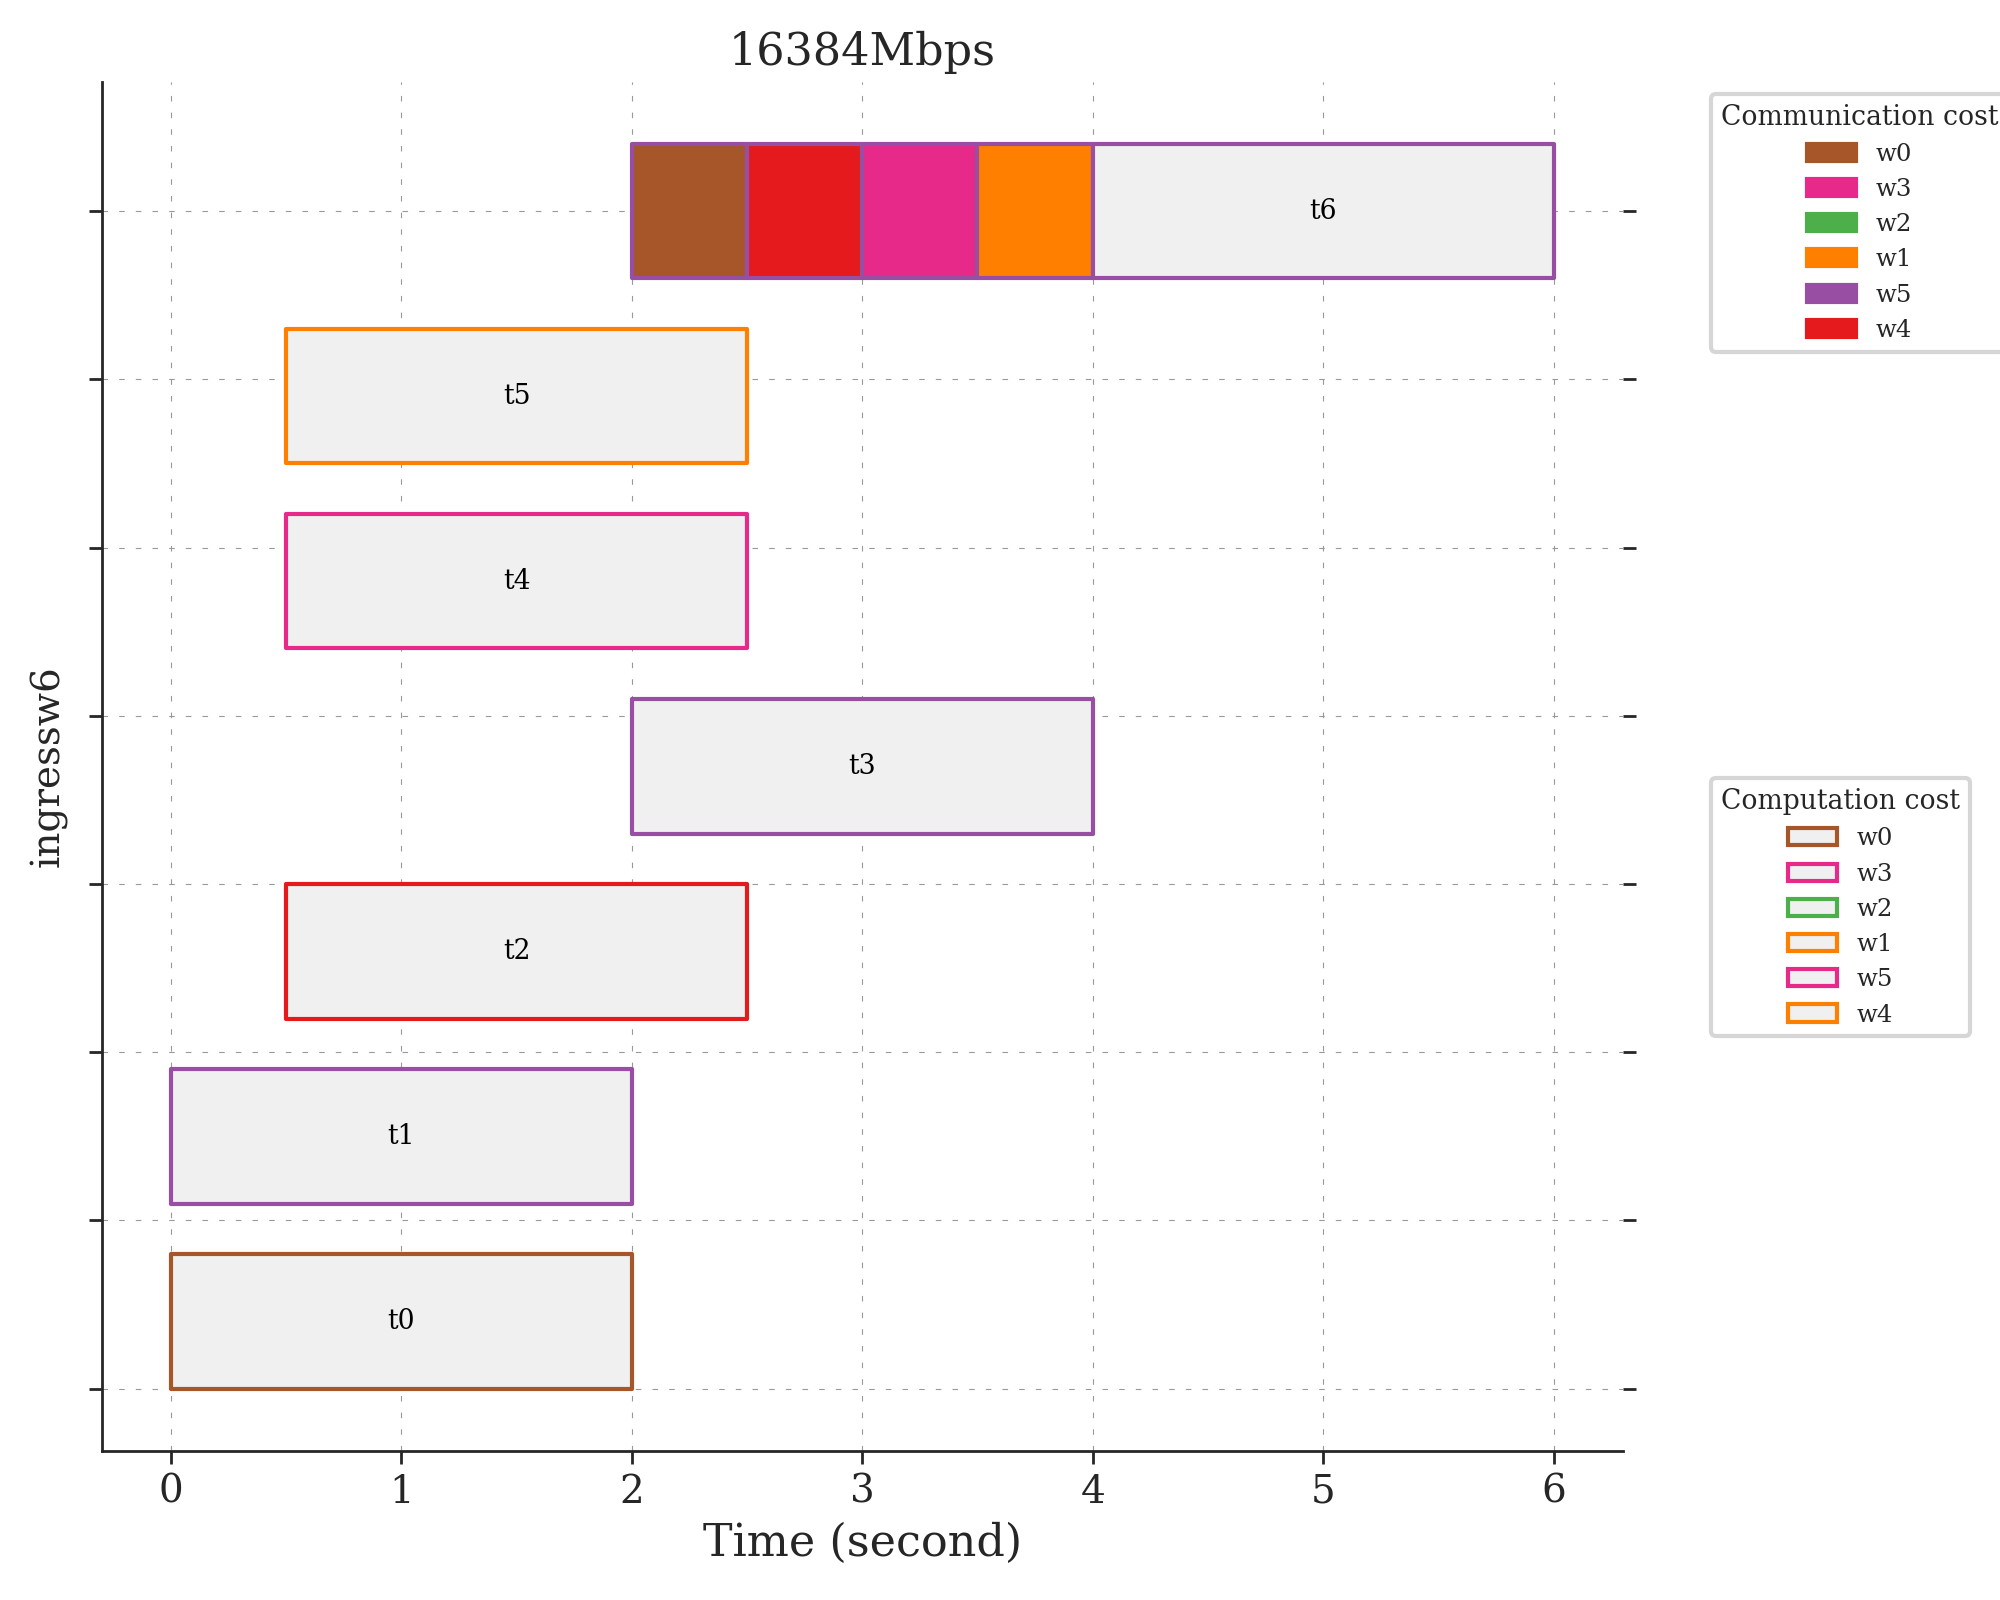 16384Mbps
Communication cost
w0
w3
w2
w1
w5
w4
t6
t5
t4
t3
t2
t1
t0
ingressw6
Computation cost
w0
w3
w2
w1
w5
w4
0 1 2 3 4 5 6
Time (second)